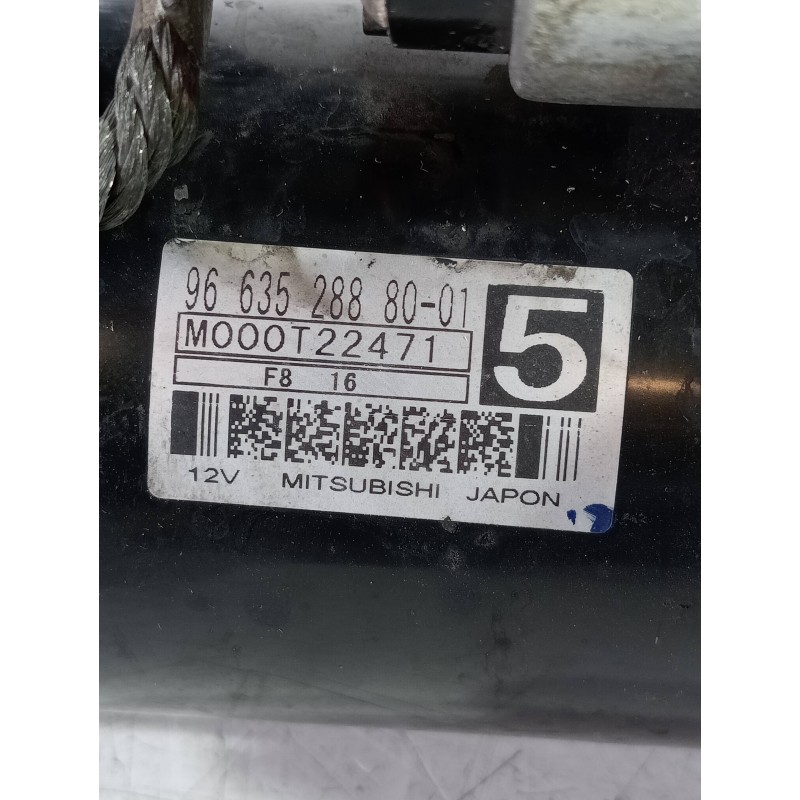 96 635 288 80-01
5
M000T22471
F8 16
12V MITSUBISHI JAPON